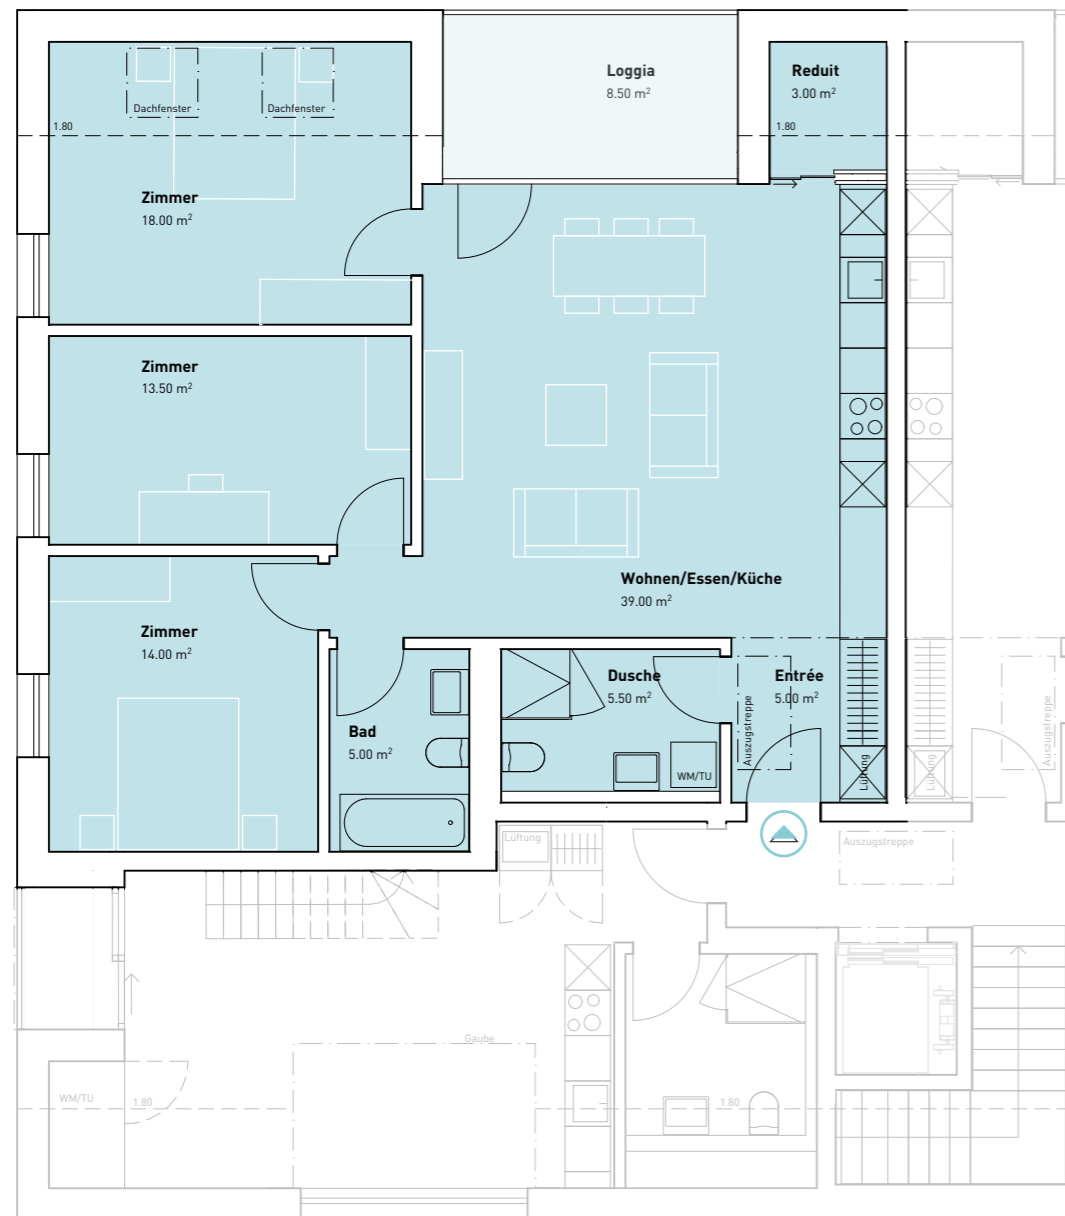 Loggia
8.50 m²
Reduit
3.00 m²
Dachfenster
Dachfenster
1.80
1.80
Zimmer
18.00 m²
Zimmer
13.50 m²
Wohnen/Essen/Küche
39.00 m²
Zimmer
14.00 m²
Dusche
5.50 m²
Entrée
5.00 m²
Auszugstreppe
Auszugstreppe
Bad
5.00 m²
WM/TU
Lüftung
Lüftung
Lüftung
Auszugstreppe
Gaube
WM/TU
1.80
1.80